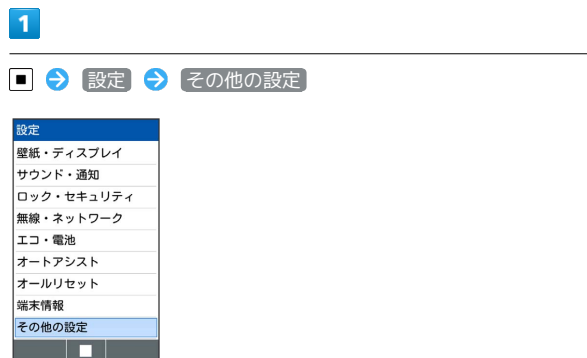 1
設定 その他の設定
設定
壁紙・ディスプレイ
サウンド・通知
ロック・セキュリティ
無線・ネットワーク
エコ・電池
オートアシスト
オールリセット
端末情報
その他の設定